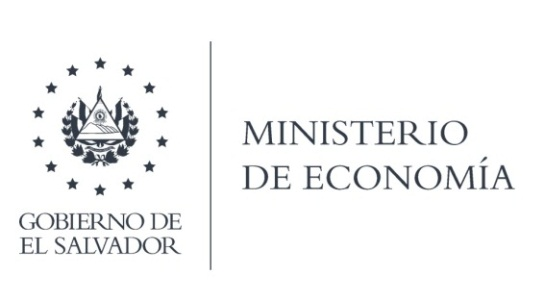 GOBIERNO DE
EL SALVADOR
MINISTERIO
DE ECONOMÍA